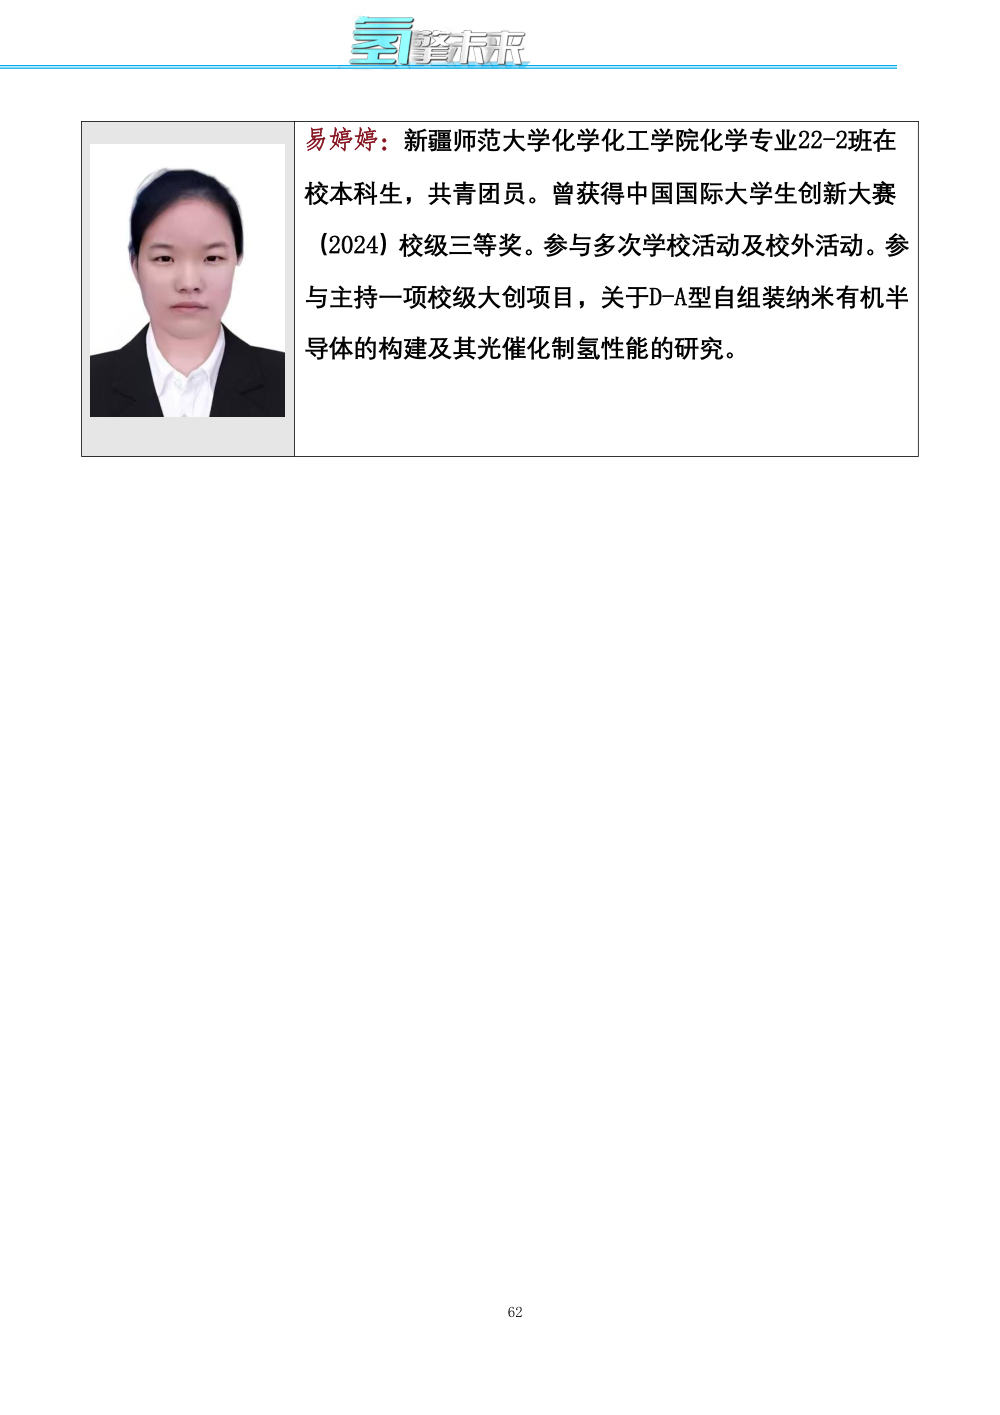 氢擎未来
易婷婷：新疆师范大学化学化工学院化学专业22-2班在
校本科生，共青团员。曾获得中国国际大学生创新大赛
（2024）校级三等奖。参与多次学校活动及校外活动。参
与主持一项校级大创项目，关于D-A型自组装纳米有机半
导体的构建及其光催化制氢性能的研究。
62